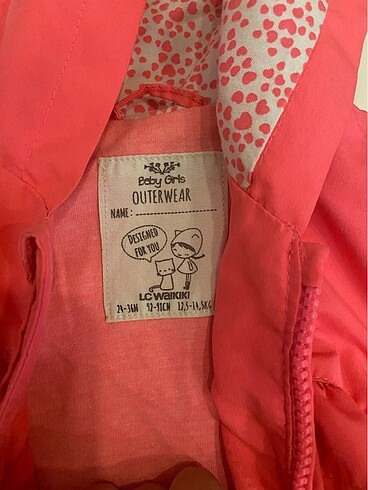 Baby Girls
OUTERWEAR
NAME:
DESIGNED
FOR YOU
LC WAIKIKI
24-36M 92-98CM 12,5-14,5KG